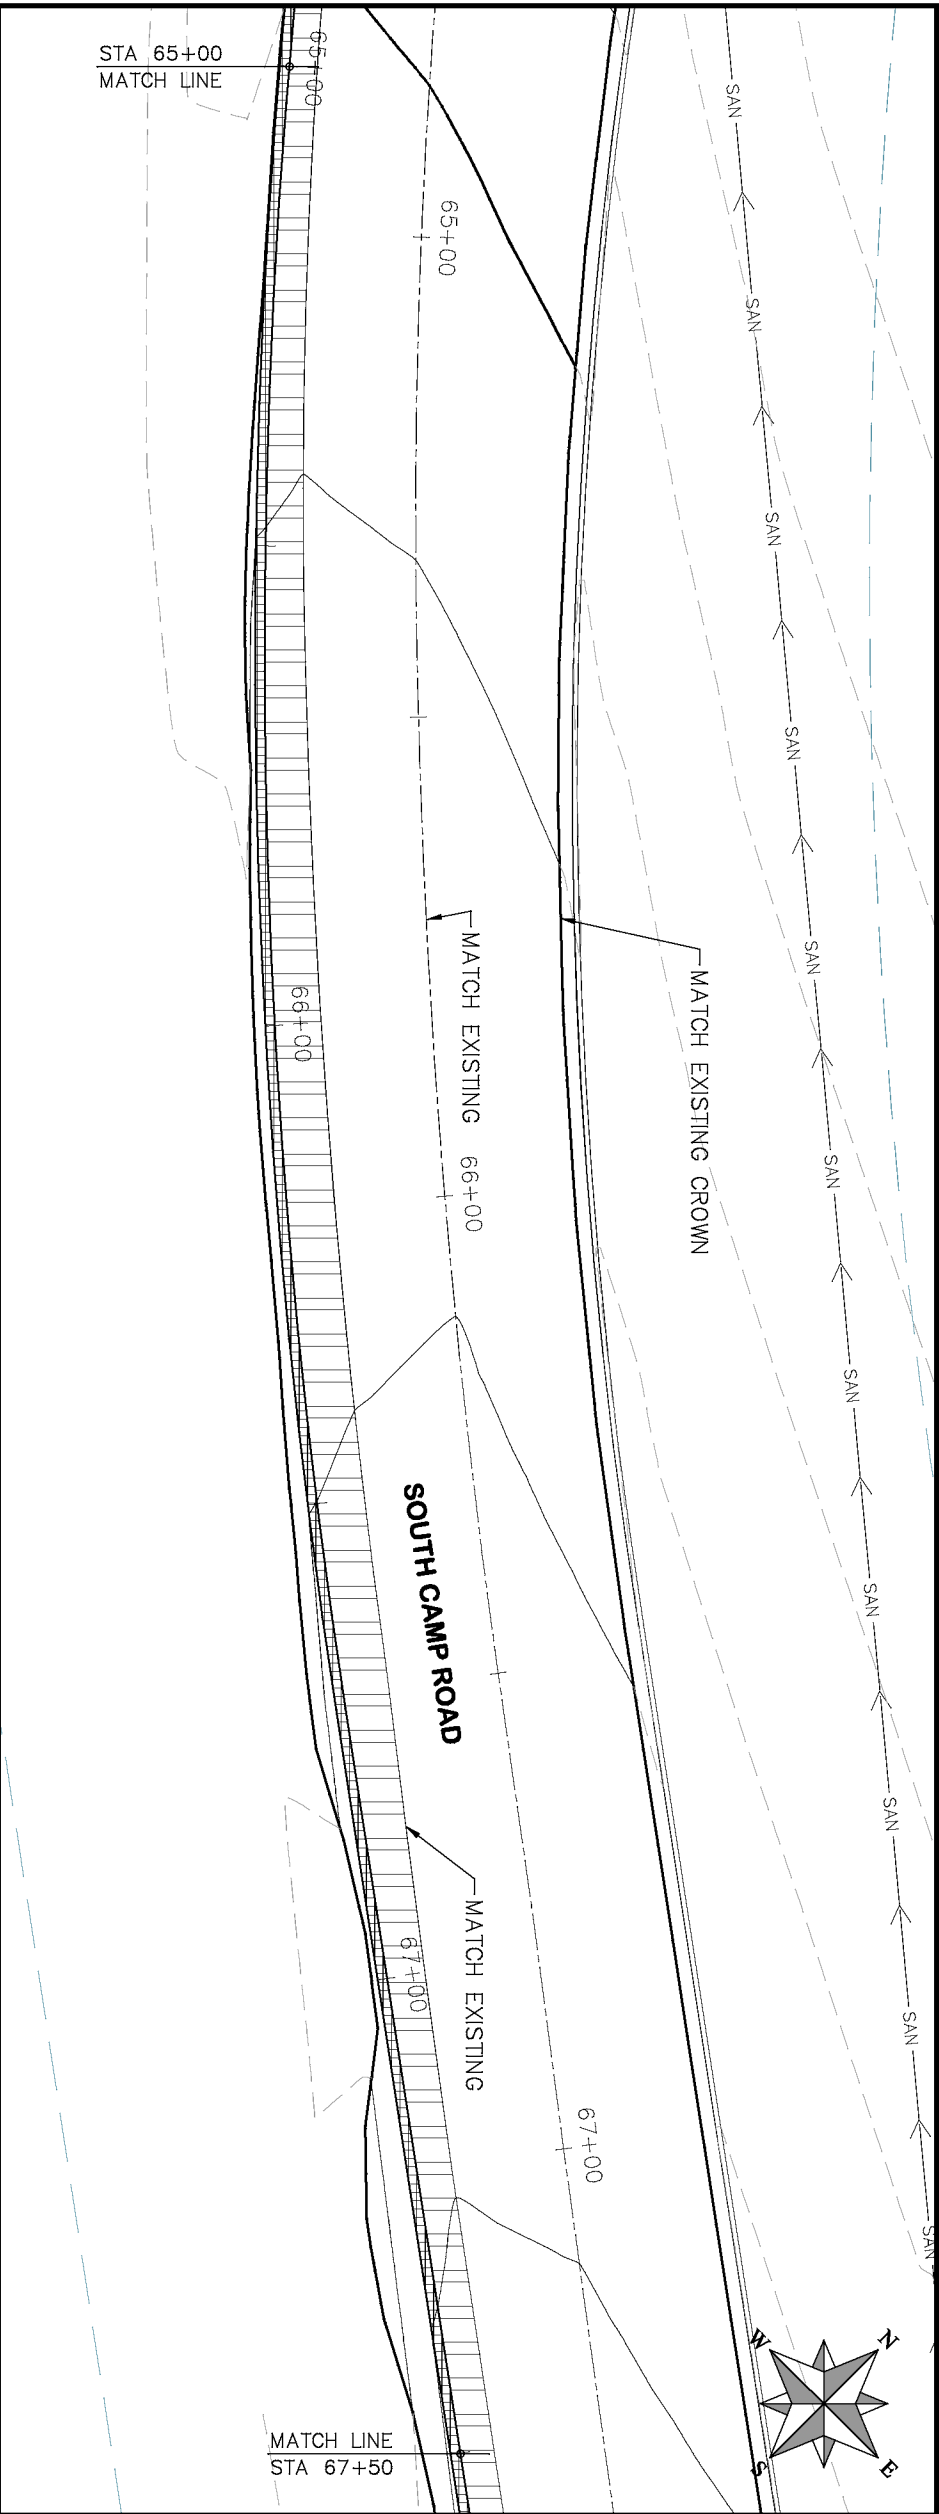 STA 65+00
MATCH LINE
65+00
65+00
SAN
SAN
SAN
SAN
MATCH EXISTING
MATCH EXISTING CROWN
SAN
66+00
66+00
SAN
SAN
SOUTH CAMP ROAD
SAN
SAN
MATCH EXISTING
67+00
SAN
67+00
SAN
N
W
E
S
MATCH LINE
STA 67+50